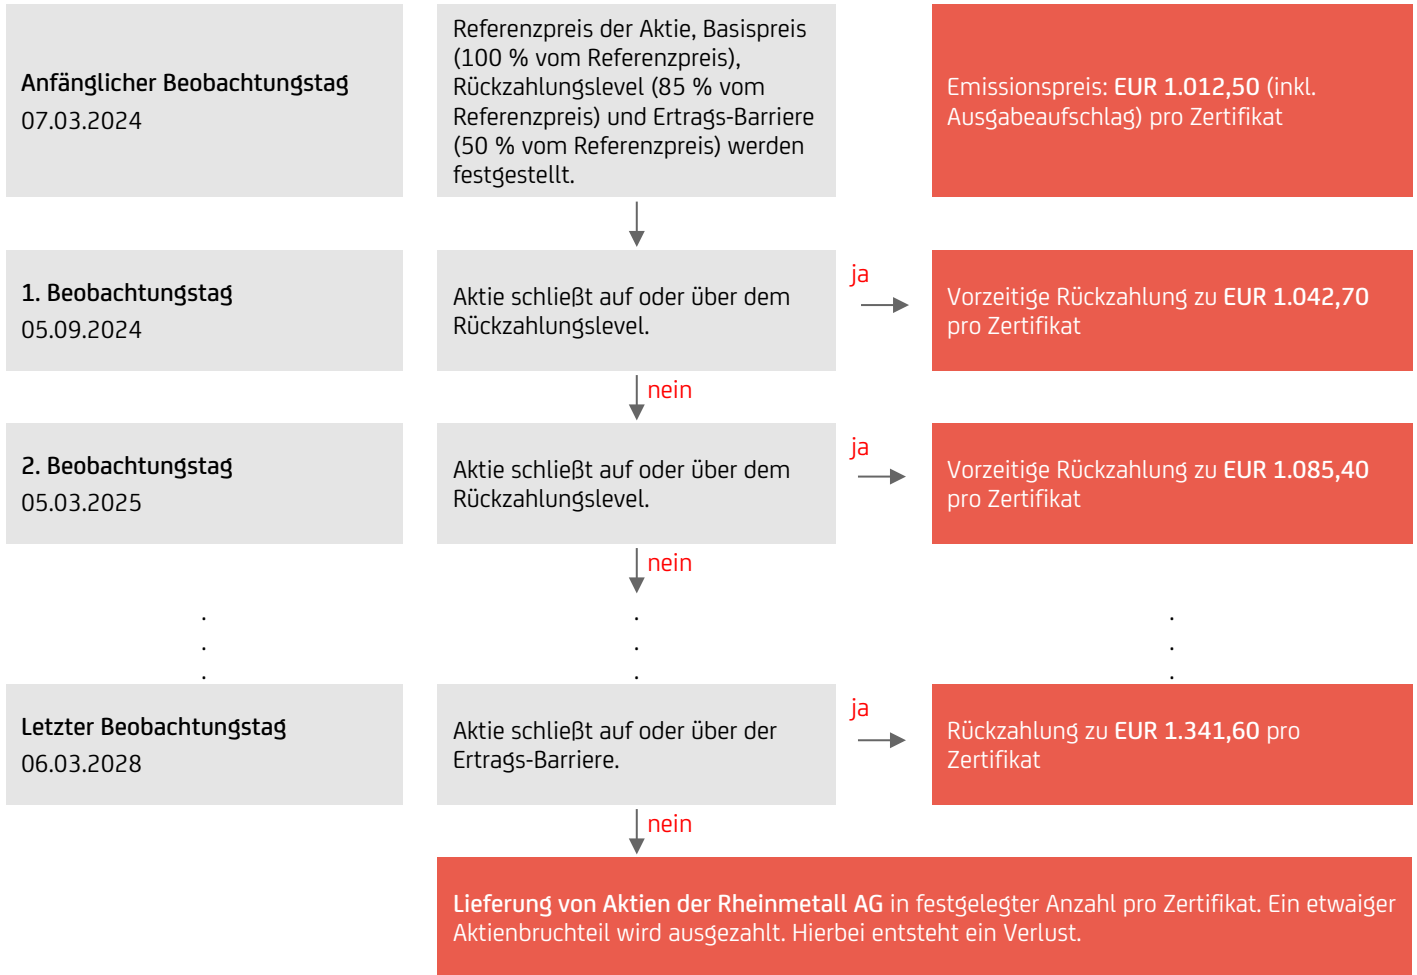 Anfänglicher Beobachtungstag
07.03.2024
Referenzpreis der Aktie, Basispreis
(100 % vom Referenzpreis),
Rückzahlungslevel (85 % vom
Referenzpreis) und Ertrags-Barriere
(50 % vom Referenzpreis) werden
festgestellt.
Emissionspreis: EUR 1.012,50 (inkl.
Ausgabeaufschlag) pro Zertifikat
1. Beobachtungstag
05.09.2024
Aktie schließt auf oder über dem
Rückzahlungslevel.
ja
Vorzeitige Rückzahlung zu EUR 1.042,70
pro Zertifikat
nein
2. Beobachtungstag
05.03.2025
Aktie schließt auf oder über dem
Rückzahlungslevel.
ja
Vorzeitige Rückzahlung zu EUR 1.085,40
pro Zertifikat
nein
. . .
. . .
. . .
Letzter Beobachtungstag
06.03.2028
Aktie schließt auf oder über der
Ertrags-Barriere.
ja
Rückzahlung zu EUR 1.341,60 pro
Zertifikat
nein
Lieferung von Aktien der Rheinmetall AG in festgelegter Anzahl pro Zertifikat. Ein etwaiger
Aktienbruchteil wird ausgezahlt. Hierbei entsteht ein Verlust.